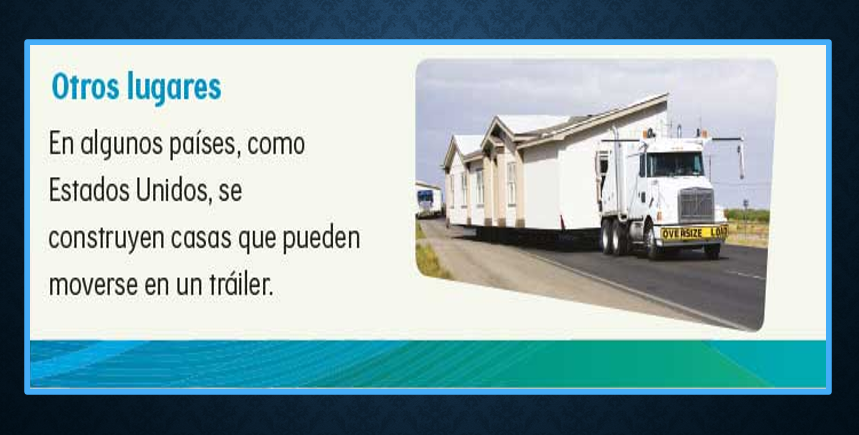 Otros lugares
En algunos países, como
Estados Unidos, se
construyen casas que pueden
moverse en un tráiler.
OVERSIZE LOAD